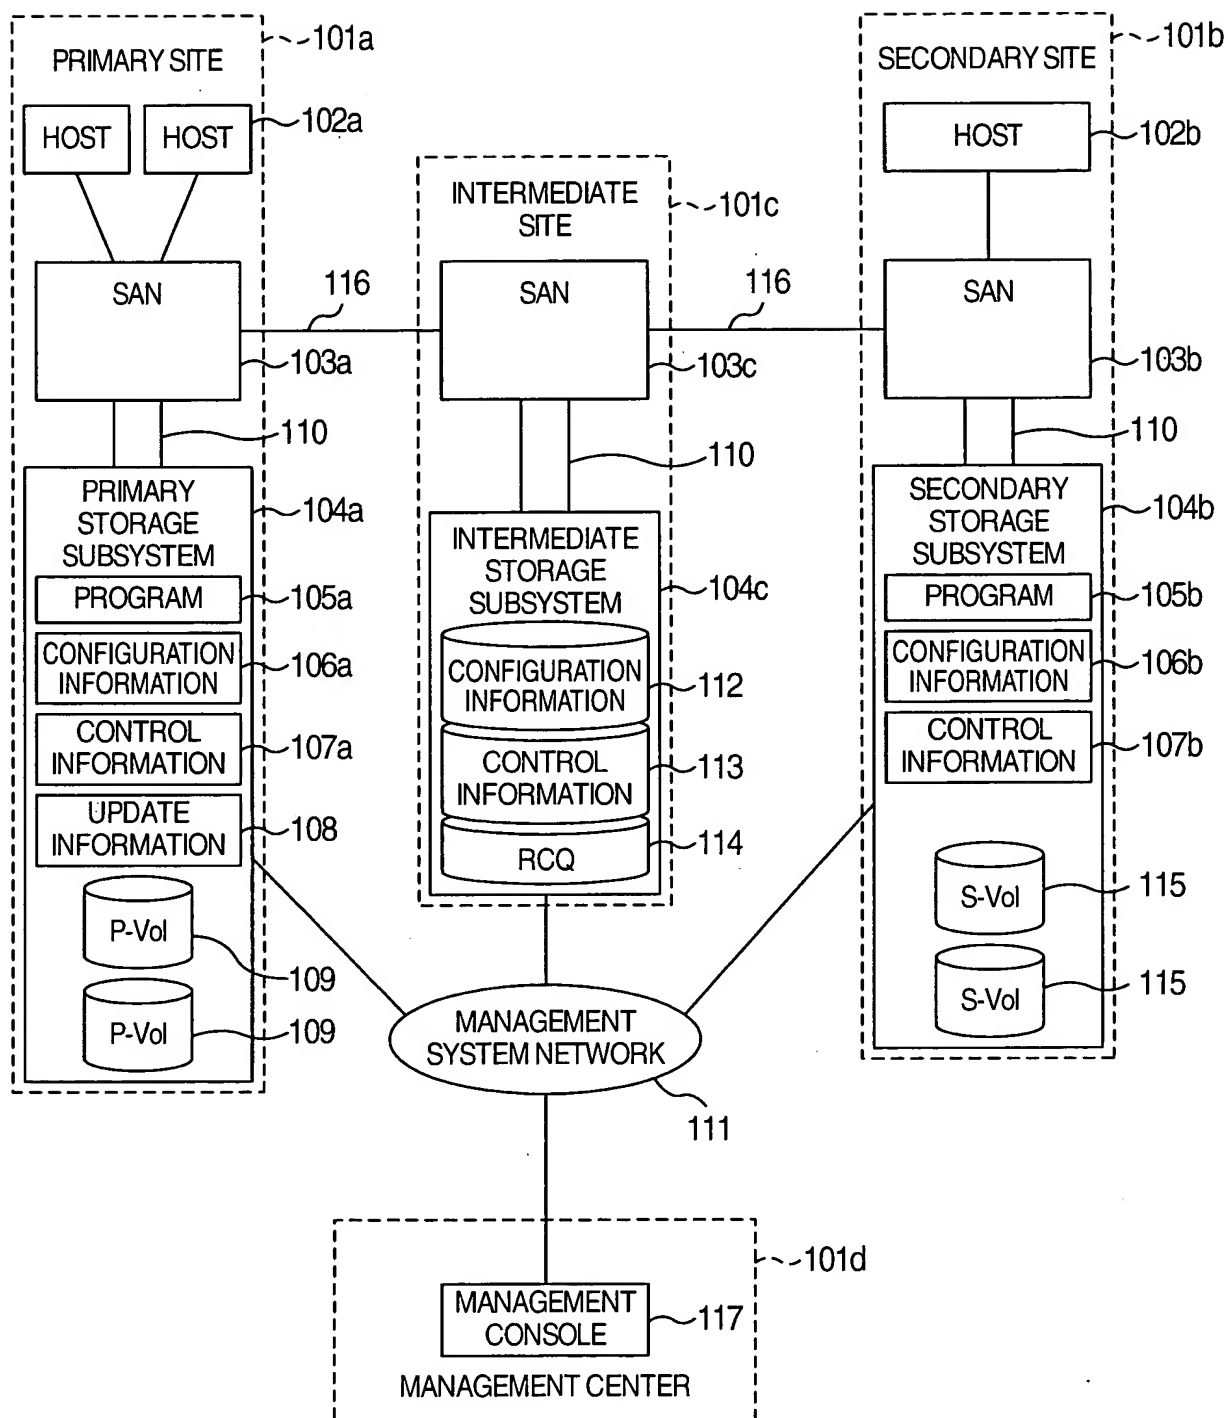 101a
PRIMARY SITE
HOST
HOST
102a
SAN
103a
116
110
PRIMARY
STORAGE
SUBSYSTEM
104a
PROGRAM
105a
CONFIGURATION
INFORMATION
106a
CONTROL
INFORMATION
107a
UPDATE
INFORMATION
108
P-Vol
109
P-Vol
109
INTERMEDIATE
SITE
101c
SAN
103c
116
110
INTERMEDIATE
STORAGE
SUBSYSTEM
104c
CONFIGURATION
INFORMATION
112
CONTROL
INFORMATION
113
RCQ
114
101b
SECONDARY SITE
HOST
102b
SAN
103b
110
SECONDARY
STORAGE
SUBSYSTEM
104b
PROGRAM
105b
CONFIGURATION
INFORMATION
106b
CONTROL
INFORMATION
107b
S-Vol
115
S-Vol
115
MANAGEMENT
SYSTEM NETWORK
111
101d
MANAGEMENT
CONSOLE
117
MANAGEMENT CENTER